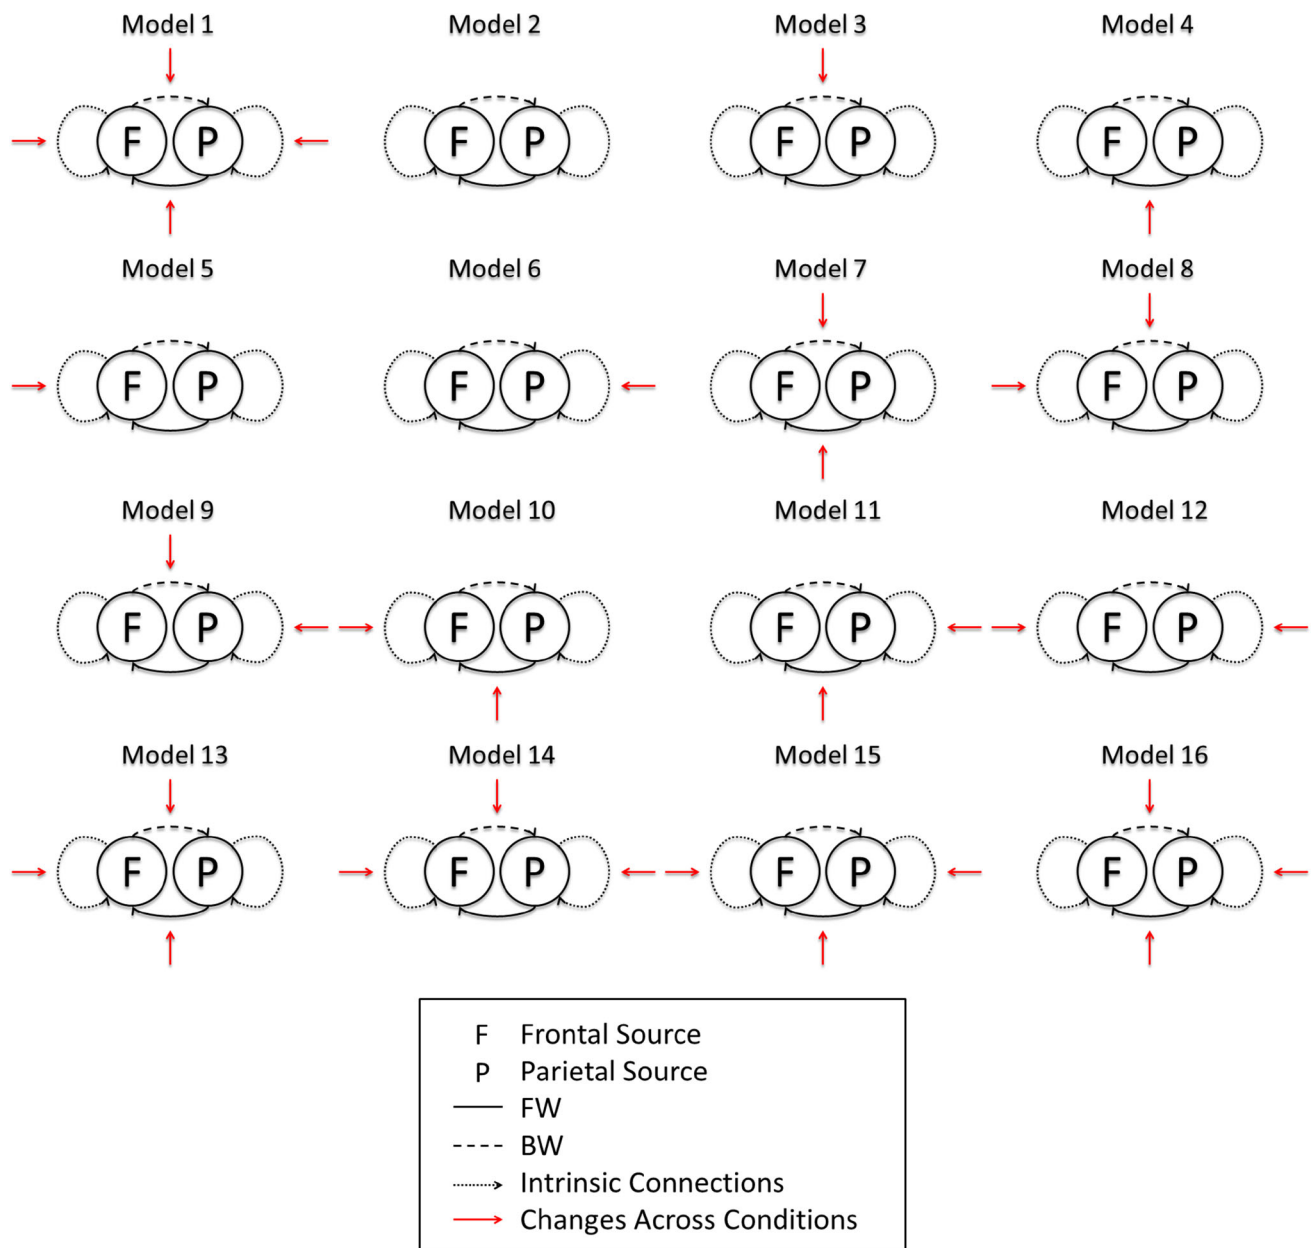 Model 1 Model 2 Model 3 Model 4
F P F P F P F P
Model 5 Model 6 Model 7 Model 8
F P F P F P F P
Model 9 Model 10 Model 11 Model 12
F P F P F P F P
Model 13 Model 14 Model 15 Model 16
F P F P F P F P
F Frontal Source
P Parietal Source
FW
BW
Intrinsic Connections
Changes Across Conditions